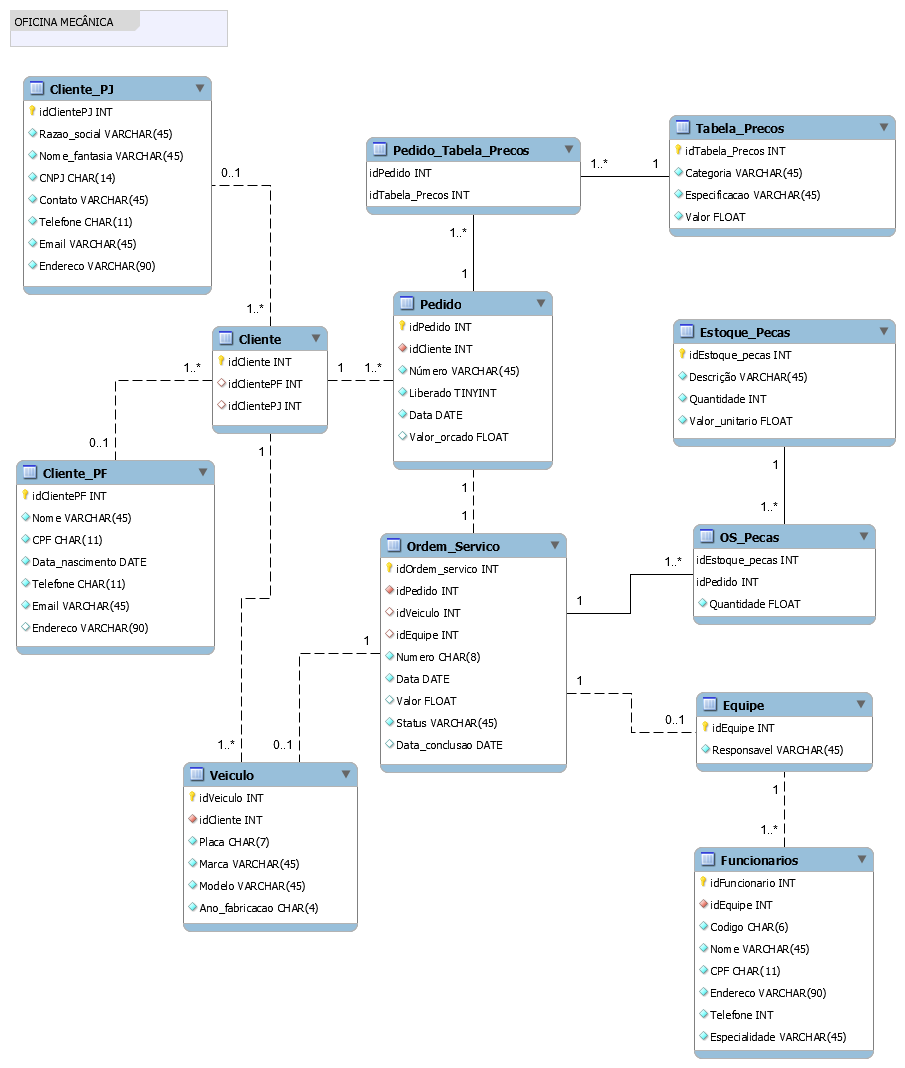 OFICINA MECÂNICA
Cliente_PJ
idClientePJ INT
Razao_social VARCHAR(45)
Nome_fantasia VARCHAR(45)
CNPJ CHAR(14)
Contato VARCHAR(45)
Telefone CHAR(11)
Email VARCHAR(45)
Endereco VARCHAR(90)
0..1
1..*
Pedido_Tabela_Precos
idPedido INT
idTabela_Precos INT
1..*
1
Tabela_Precos
idTabela_Precos INT
Categoria VARCHAR(45)
Especificacao VARCHAR(45)
Valor FLOAT
1..*
1
Cliente
idCliente INT
idClientePF INT
idClientePJ INT
1
1..*
Pedido
idPedido INT
idCliente INT
Número VARCHAR(45)
Liberado TINYINT
Data DATE
Valor_orcado FLOAT
Estoque_Pecas
idEstoque_pecas INT
Descrição VARCHAR(45)
Quantidade INT
Valor_unitario FLOAT
1..*
0..1
Cliente_PF
idClientePF INT
Nome VARCHAR(45)
CPF CHAR(11)
Data_nascimento DATE
Telefone CHAR(11)
Email VARCHAR(45)
Endereco VARCHAR(90)
1
1..*
1
1
1
1..*
Ordem_Servico
idOrdem_servico INT
idPedido INT
idVeiculo INT
idEquipe INT
Numero CHAR(8)
Data DATE
Valor FLOAT
Status VARCHAR(45)
Data_conclusao DATE
1
1..*
OS_Pecas
idEstoque_pecas INT
idPedido INT
Quantidade FLOAT
1
0..1
1
0..1
Equipe
idEquipe INT
Responsavel VARCHAR(45)
1
1..*
Veiculo
idVeiculo INT
idCliente INT
Placa CHAR(7)
Marca VARCHAR(45)
Modelo VARCHAR(45)
Ano_fabricacao CHAR(4)
Funcionarios
idFuncionário INT
idEquipe INT
Codigo CHAR(6)
Nome VARCHAR(45)
CPF CHAR(11)
Endereco VARCHAR(90)
Telefone INT
Especialidade VARCHAR(45)